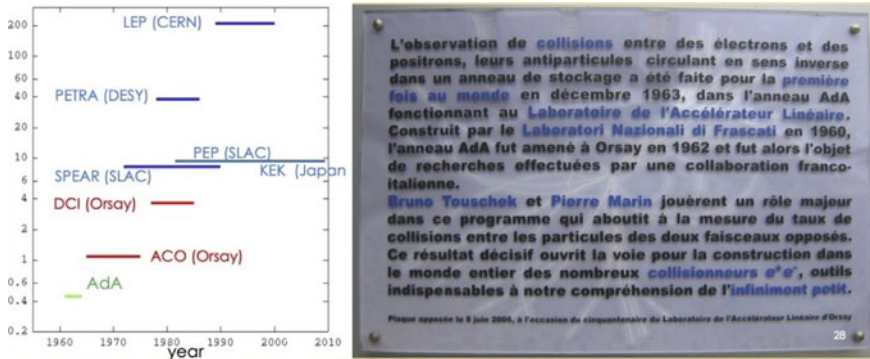 200
100
40
20
10
6
4
2
1
0.6
0.4
0.2
1960
1970
1980
1990
2000
2010
year
LEP (CERN)
PETRA (DESY)
PEP (SLAC)
KEK (Japan
SPEAR (SLAC)
DCI (Orsay)
ACO (Orsay)
AdA
L'observation de collisions entre des électrons et des
positrons, leurs antiparticules circulant en sens inverse
dans un anneau de stockage a été faite pour la première
fois au monde en décembre 1963, dans l'anneau AdA
fonctionnant au Laboratoire de l'Accélérateur Linéaire.
Construit par le Laboratori Nazionali di Frascati en 1960,
l'anneau AdA fut amené à Orsay en 1962 et fut alors l'objet
de recherches effectuées par une collaboration franco-
italienne.
Bruno Touschek et Pierre Marin jouèrent un rôle majeur
dans ce programme qui aboutit à la mesure du taux de
collisions entre les particules des deux faisceaux opposés.
Ce résultat décisif ouvrit la voie pour la construction dans
le monde entier des nombreux collisionneurs e⁺e⁻, outils
indispensables à notre compréhension de l'infiniment petit.
Plaque apposée le 8 juin 2006, à l'occasion du cinquantenaire du Laboratoire de l'Accélérateur Linéaire d'Orsay
28